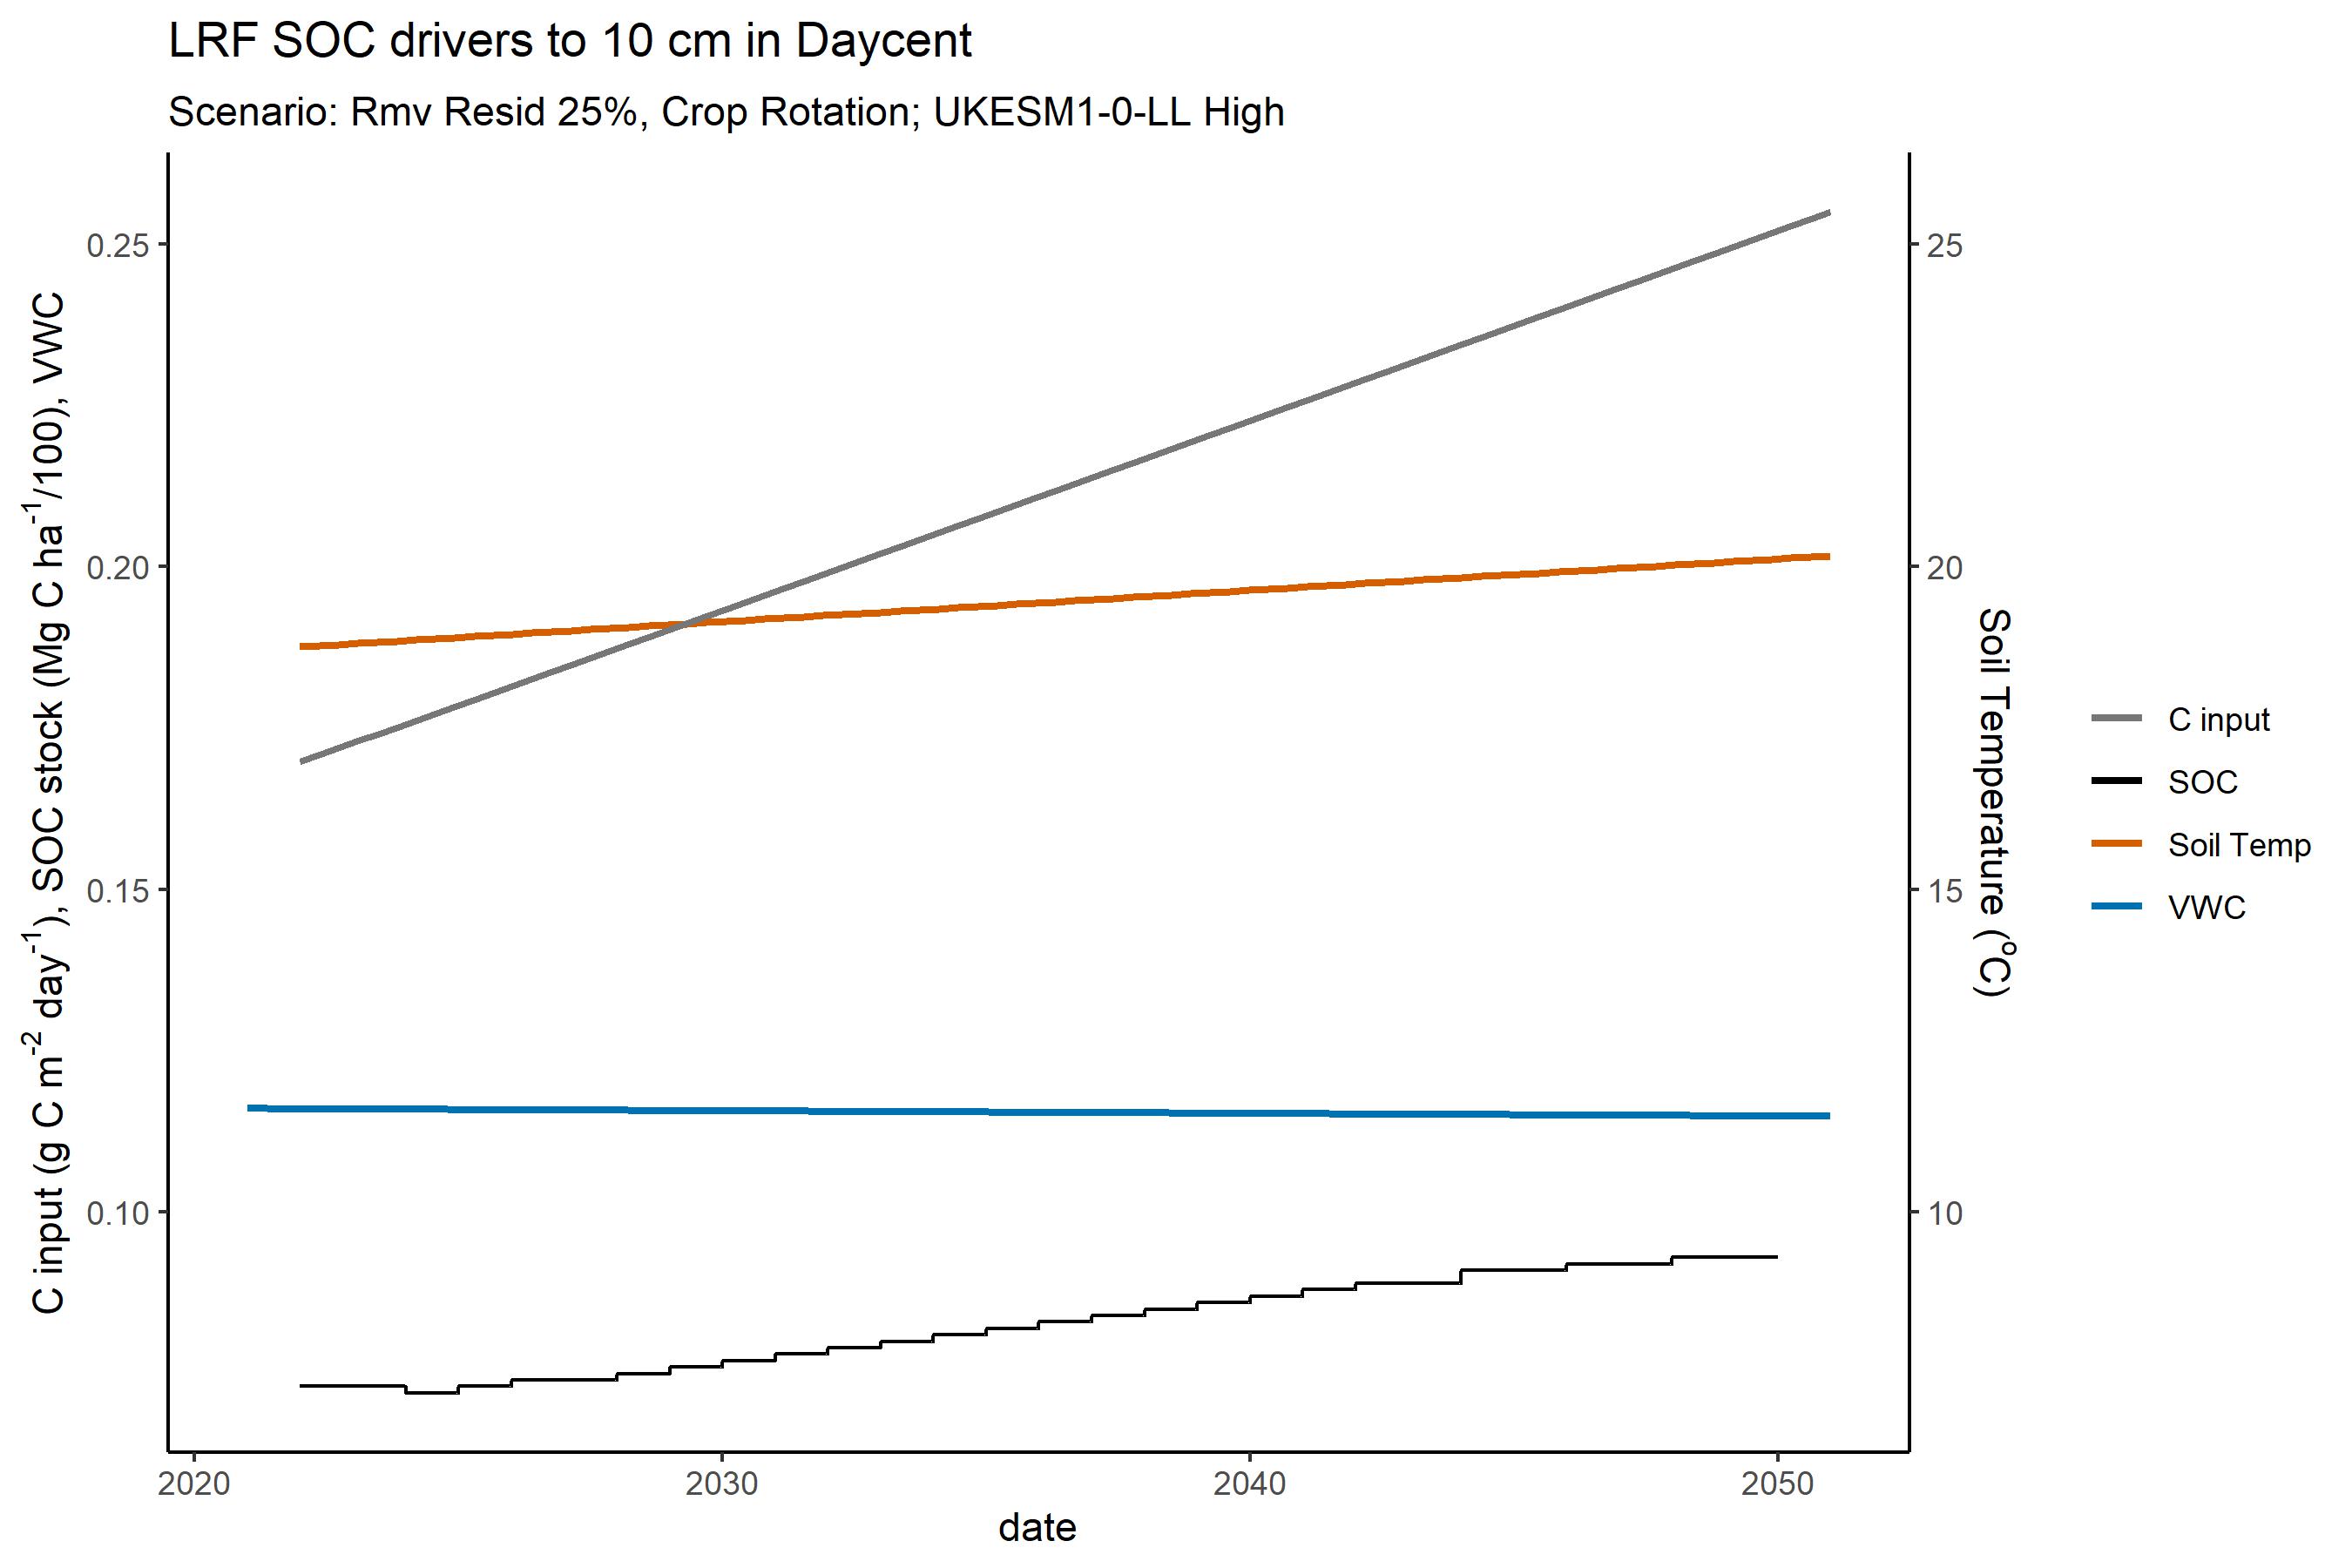 LRF SOC drivers to 10 cm in Daycent
Scenario: Rmv Resid 25%, Crop Rotation; UKESM1-0-LL High
C input (g C m⁻² day⁻¹), SOC stock (Mg C ha⁻¹/100), VWC
0.25
0.20
0.15
0.10
25
20
15
10
Soil Temperature (ºC)
C input
SOC
Soil Temp
VWC
2020
2030
2040
2050
date